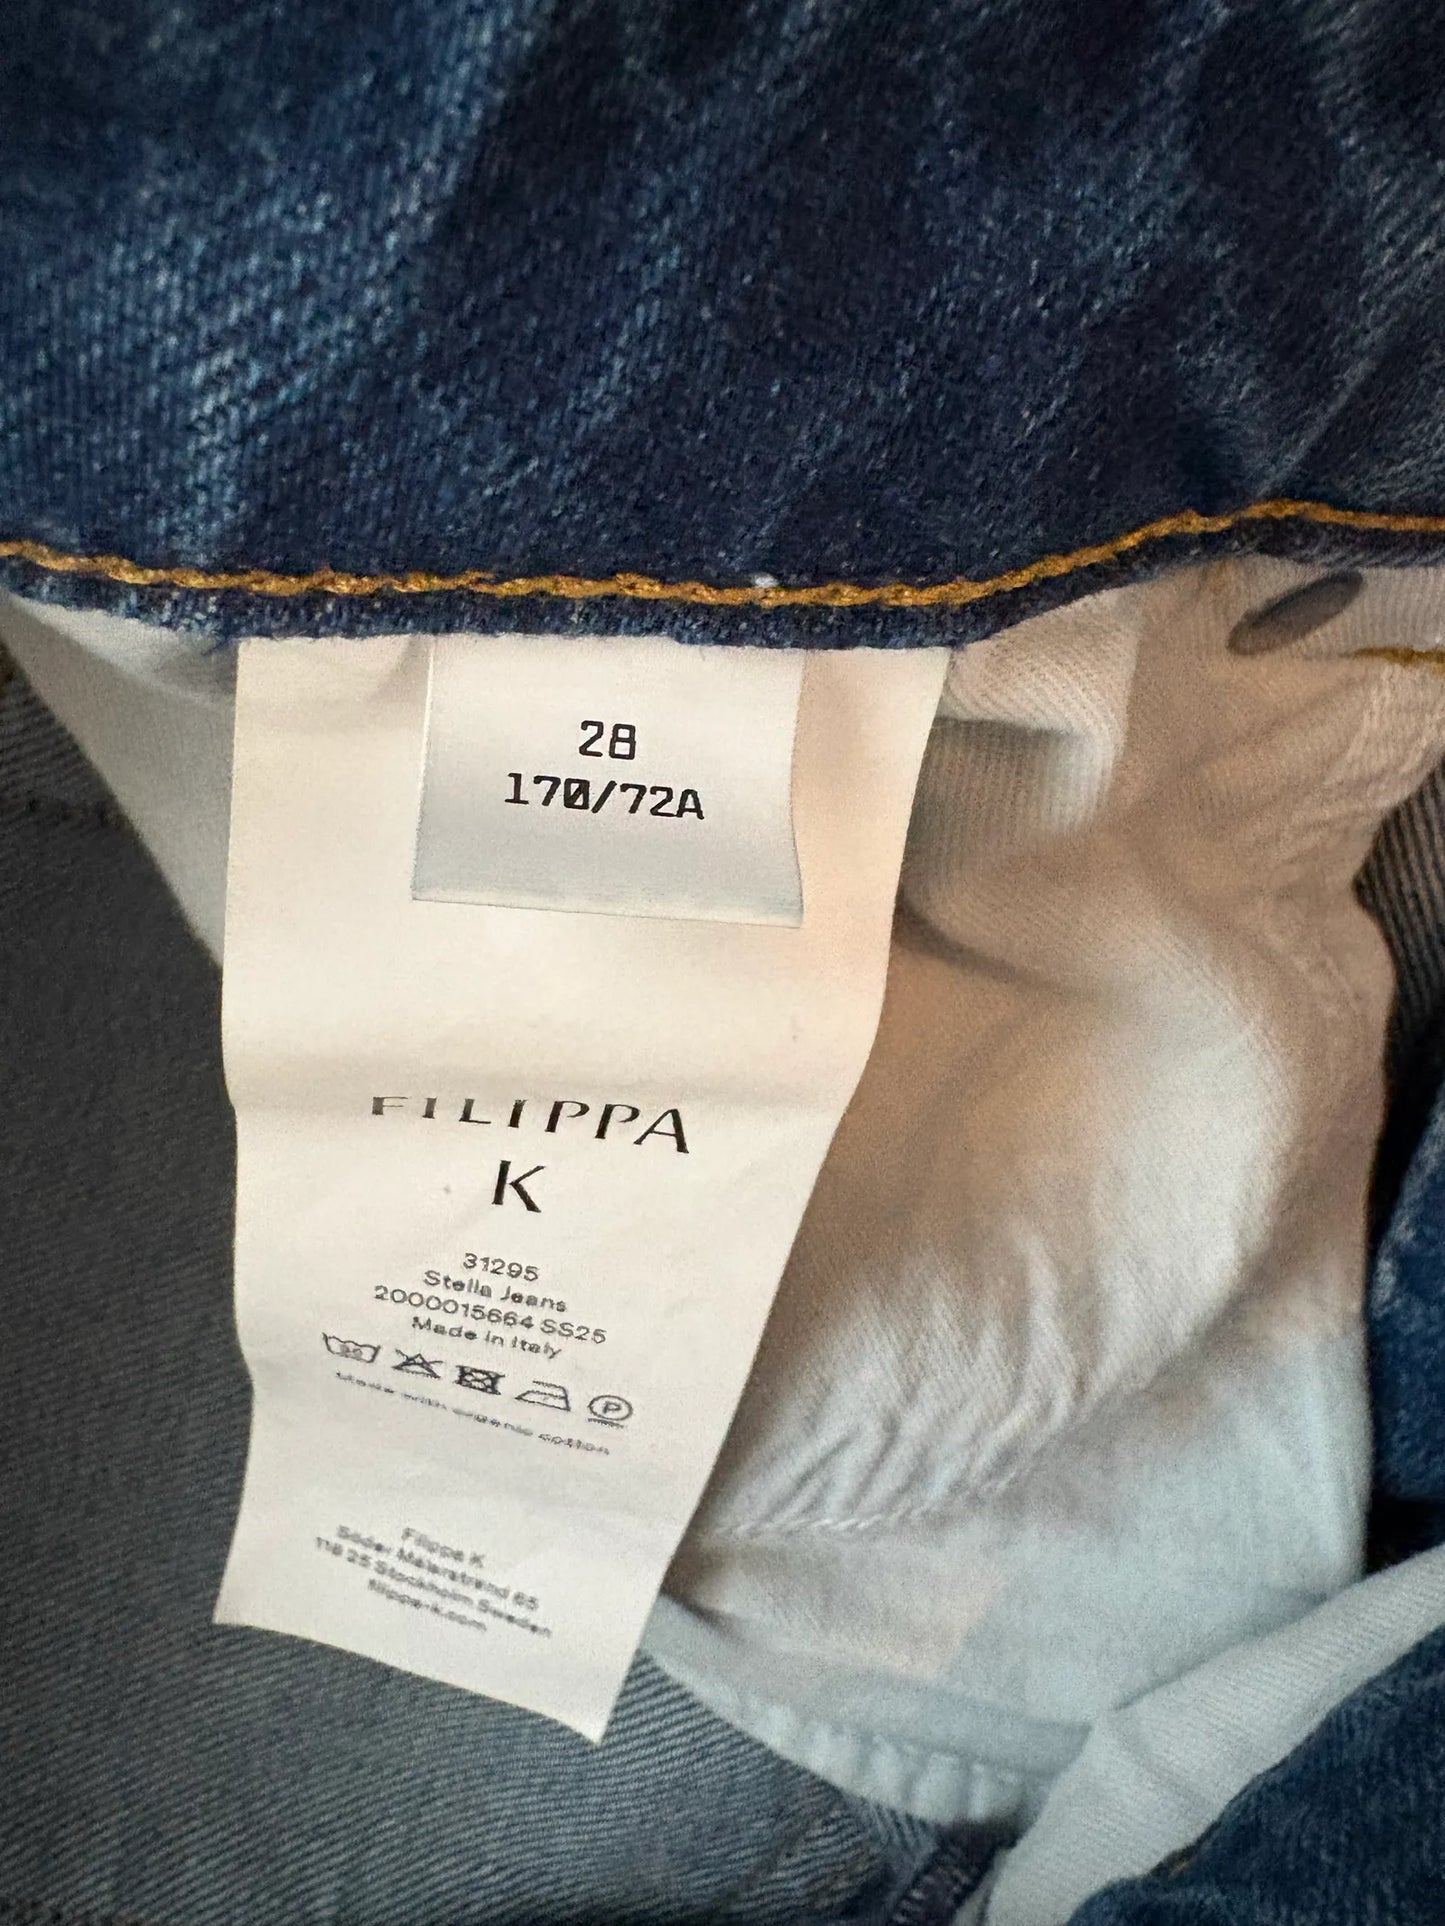 28
170/72A
FILIPPA
K
31295
Stella Jeans
2000015664 SS25
Made in Italy
30
P
Made with organic cotton
Filippa K
Söder Mälarstrand 65
118 25 Stockholm Sweden
filippa-k.com